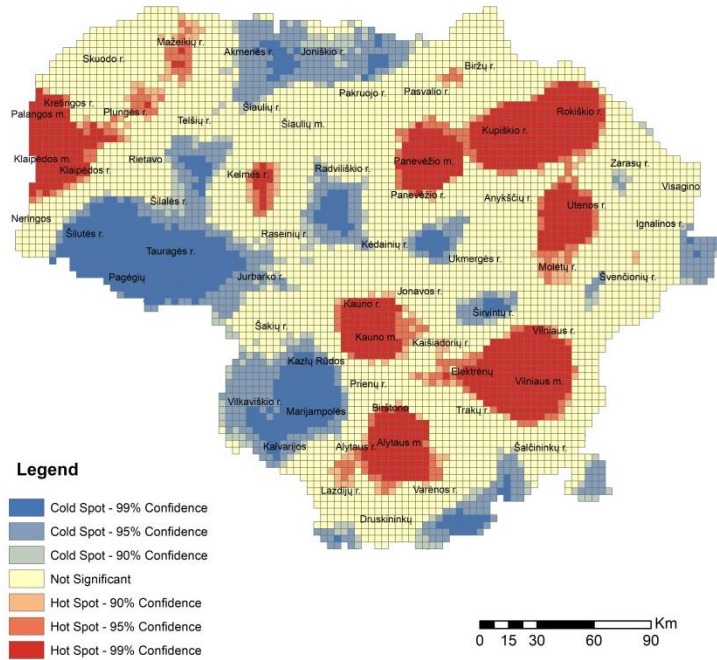 Mažeikių r.
Skuodo r.
Akmenės r.
Joniškio r.
Biržų r.
Kretingos r.
Plungės r.
Palangos m.
Telšių r.
Šiaulių r.
Šiaulių m.
Pakruojo r.
Pasvalio r.
Rokiškio r.
Kupiškio r.
Klaipėdos m.
Klaipėdos r.
Rietavo
Kelmės r.
Radviliškio r.
Panevėžio m.
Panevėžio r.
Zarasų r.
Visagino
Anykščių r.
Utenos r.
Ignalinos r.
Neringos
Šilalės r.
Šilutės r.
Tauragės r.
Raseinių r.
Kėdainių r.
Ukmergės r.
Molėtų r.
Švenčionių r.
Pagėgių
Jurbarko r.
Jonavos r.
Kauno r.
Širvintų r.
Šakių r.
Kauno m.
Kaišiadorių r.
Vilniaus r.
Kazlų Rūdos
Elektrėnų
Vilniaus m.
Vilkaviškio r.
Prienų r.
Marijampolės
Birštono
Trakų r.
Kalvarijos
Alytaus r.
Alytaus m.
Šalčininkų r.
Lazdijų r.
Varėnos r.
Druskininkų
Legend
Cold Spot - 99% Confidence
Cold Spot - 95% Confidence
Cold Spot - 90% Confidence
Not Significant
Hot Spot - 90% Confidence
Hot Spot - 95% Confidence
Hot Spot - 99% Confidence
Km
0 15 30 60 90